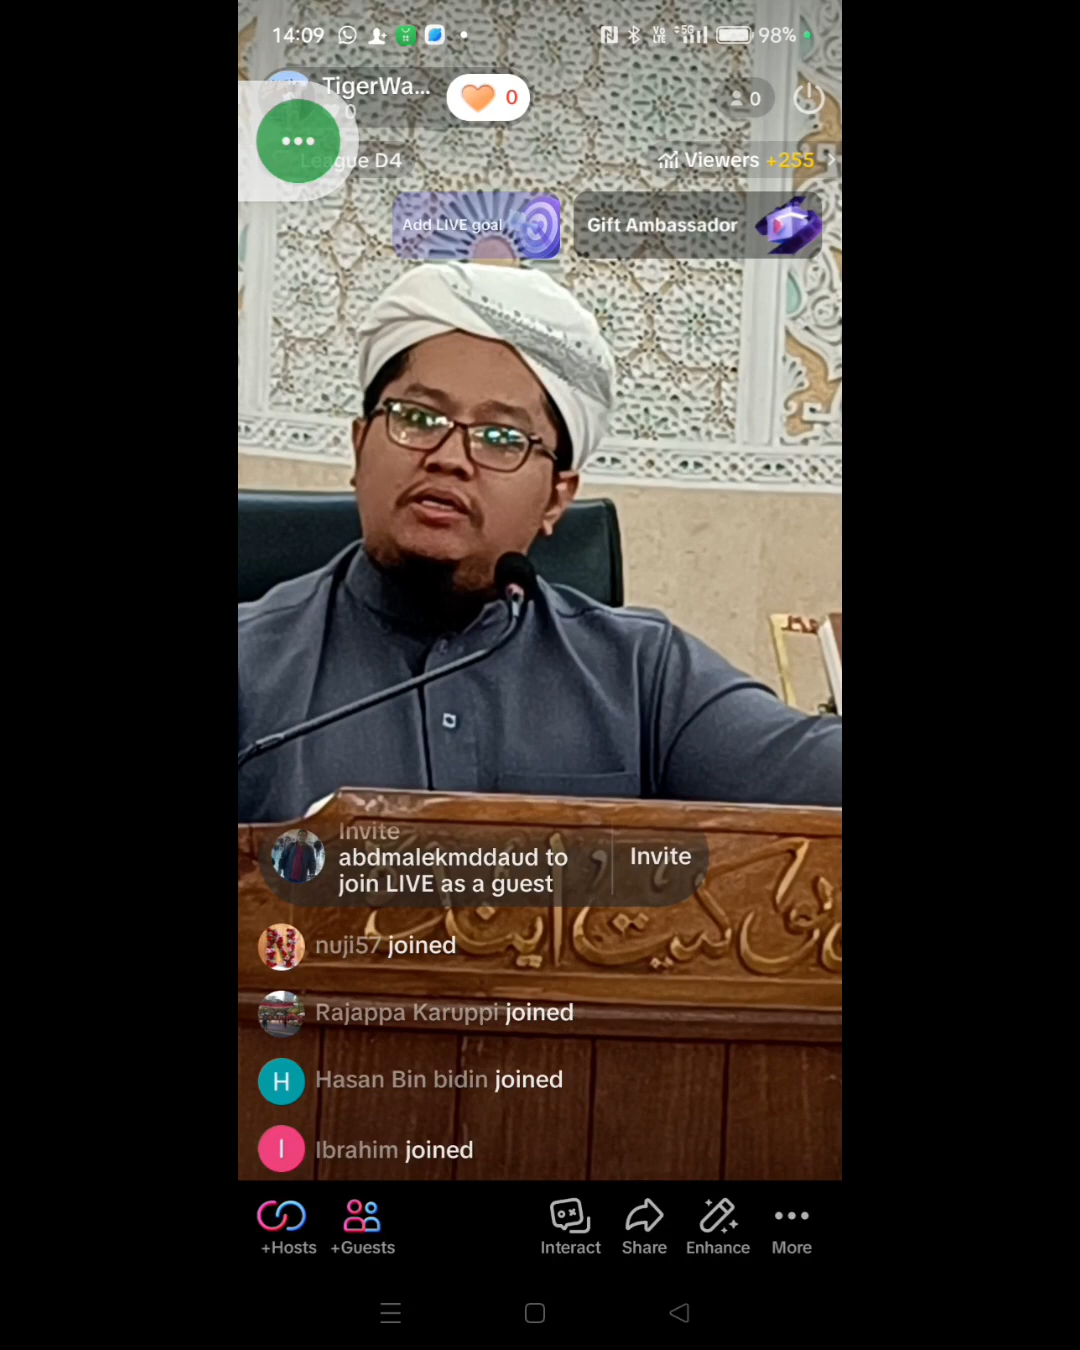 14:09
5G
98%
TigerWa...
0
0
0
League D4
Viewers +255 >
Add LIVE goal
Gift Ambassador
Invite
abdmalekmddaud to
join LIVE as a guest
Invite
N
nuji57 joined
Rajappa Karuppi joined
H
Hasan Bin bidin joined
I
Ibrahim joined
+Hosts
+Guests
Interact
Share
Enhance
More